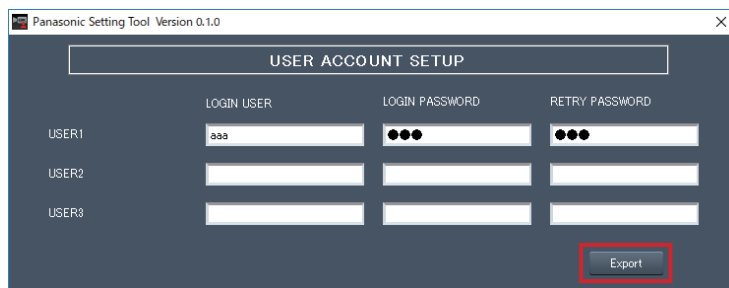 Panasonic Setting Tool Version 0.1.0
USER ACCOUNT SETUP
LOGIN USER LOGIN PASSWORD RETRY PASSWORD
USER1 aaa ●●● ●●●
USER2
USER3
Export